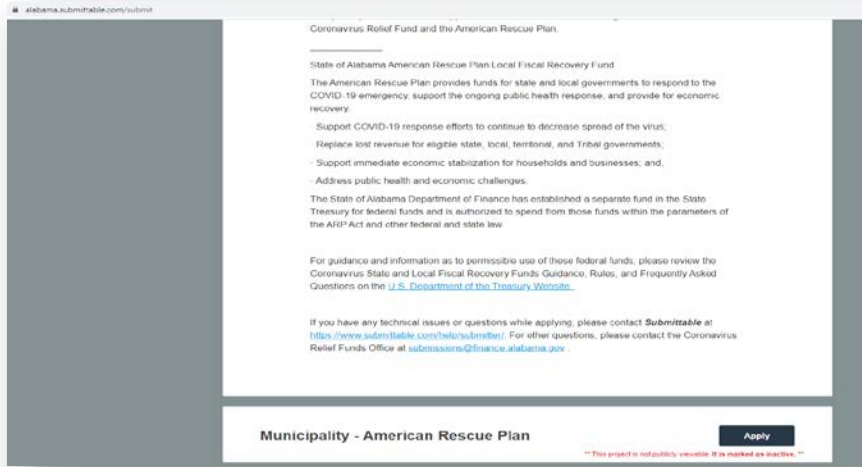 alabama.submittable.com/submit
Coronavirus Relief Fund and the American Rescue Plan.
State of Alabama American Rescue Plan Local Fiscal Recovery Fund
The American Rescue Plan provides funds for state and local governments to respond to the
COVID-19 emergency, support the ongoing public health response, and provide for economic
recovery.
· Support COVID-19 response efforts to continue to decrease spread of the virus;
· Replace lost revenue for eligible state, local, territorial, and Tribal governments;
· Support immediate economic stabilization for households and businesses; and,
· Address public health and economic challenges.
The State of Alabama Department of Finance has established a separate fund in the State
Treasury for federal funds and is authorized to spend from those funds within the parameters of
the ARP Act and other federal and state law.
For guidance and information as to permissible use of these federal funds, please review the
Coronavirus State and Local Fiscal Recovery Funds Guidance, Rules, and Frequently Asked
Questions on the U.S. Department of the Treasury Website.
If you have any technical issues or questions while applying, please contact Submittable at
https://www.submittable.com/help/submitter/. For other questions, please contact the Coronavirus
Relief Funds Office at submissions@finance.alabama.gov .
Municipality - American Rescue Plan
Apply
** This project is not publicly viewable. It is marked as inactive. **